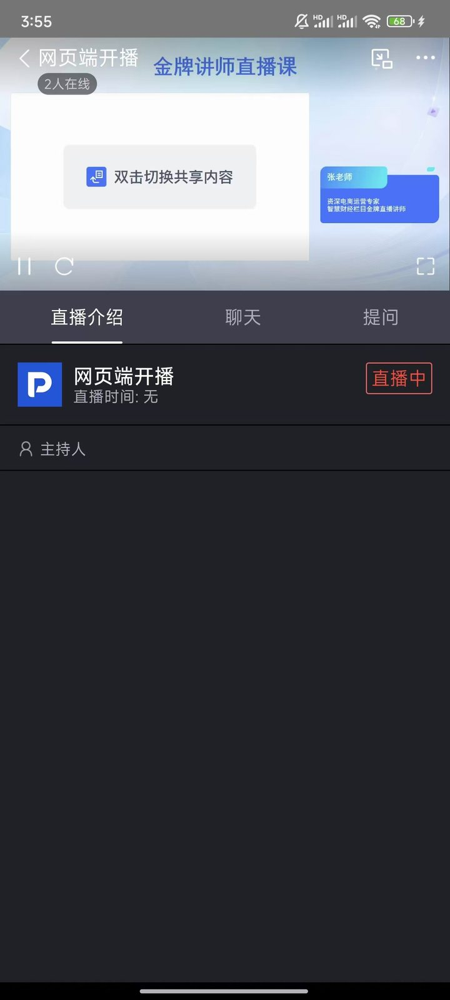 3:55
HD
HD
68
网页端开播
金牌讲师直播课
2人在线
双击切换共享内容
张老师
资深电商运营专家
智慧财经栏目金牌直播讲师
直播介绍
聊天
提问
网页端开播
直播中
直播时间: 无
主持人